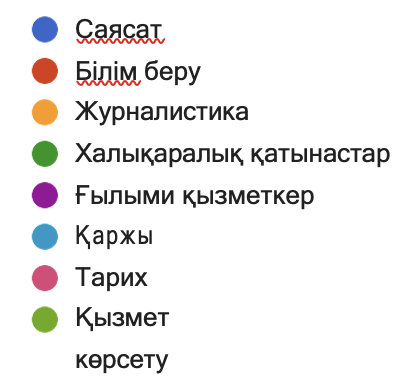 Саясат
Білім беру
Журналистика
Халықаралық қатынастар
Ғылыми қызметкер
Қаржы
Тарих
Қызмет
көрсету